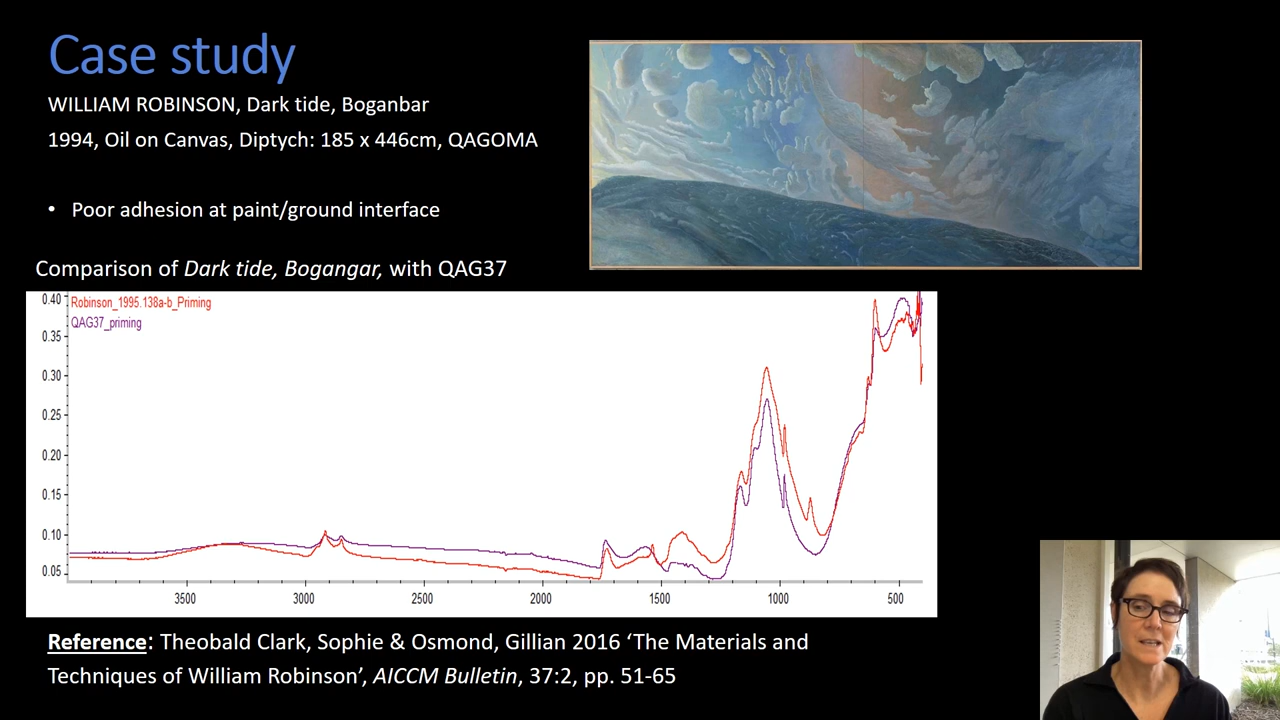 Case study
WILLIAM ROBINSON, Dark tide, Boganbar
1994, Oil on Canvas, Diptych: 185 x 446cm, QAGOMA
• Poor adhesion at paint/ground interface
Comparison of Dark tide, Bogangar, with QAG37
Robinson_1995.138a-b_Priming
QAG37_priming
0.40
0.35
0.30
0.25
0.20
0.15
0.10
0.05
3500 3000 2500 2000 1500 1000 500
Reference: Theobald Clark, Sophie & Osmond, Gillian 2016 ‘The Materials and
Techniques of William Robinson’, AICCM Bulletin, 37:2, pp. 51-65